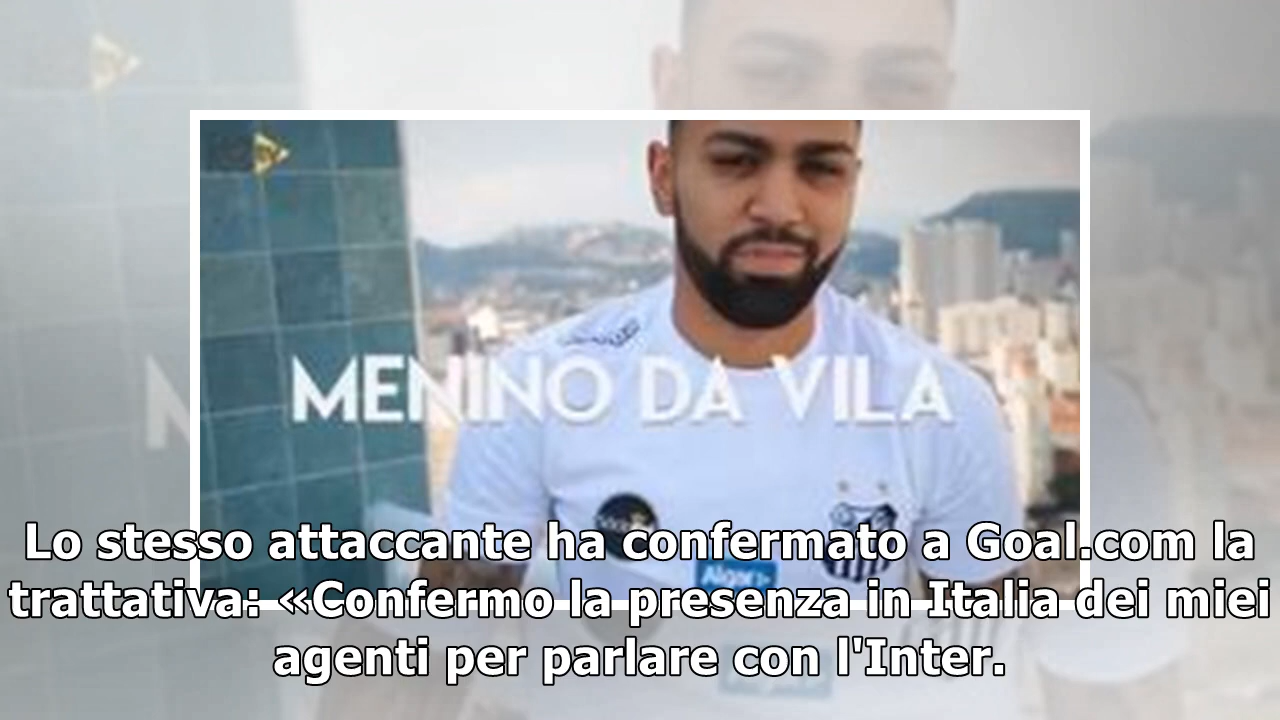 MENINO DA VILA
Lo stesso attaccante ha confermato a Goal.com la
trattativa: «Confermo la presenza in Italia dei miei
agenti per parlare con l'Inter.